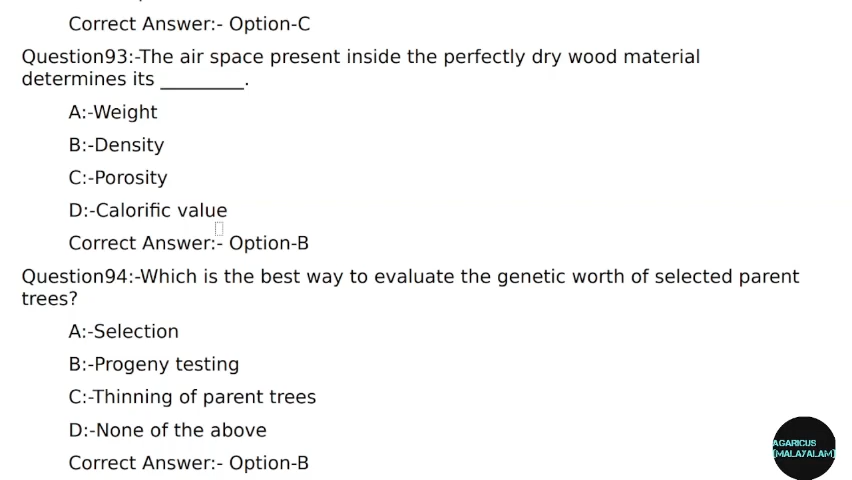 Correct Answer:- Option-C
Question93:-The air space present inside the perfectly dry wood material
determines its _________.
A:-Weight
B:-Density
C:-Porosity
D:-Calorific value
Correct Answer:- Option-B
Question94:-Which is the best way to evaluate the genetic worth of selected parent
trees?
A:-Selection
B:-Progeny testing
C:-Thinning of parent trees
D:-None of the above
Correct Answer:- Option-B
AGARICUS
(MALAYALAM)